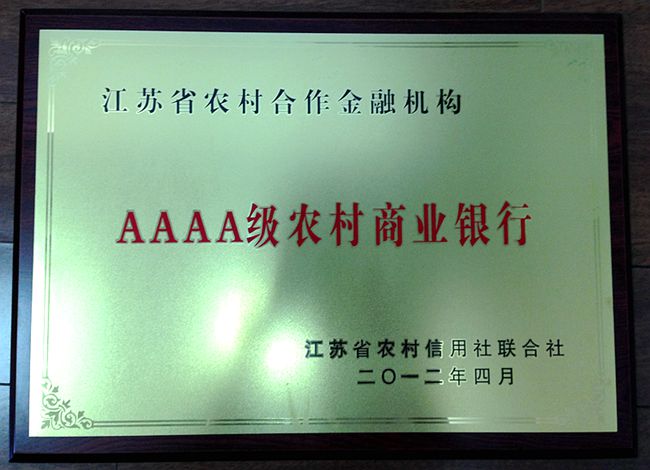 江苏省农村合作金融机构
AAAA级农村商业银行
江苏省农村信用社联合社
二〇一二年四月